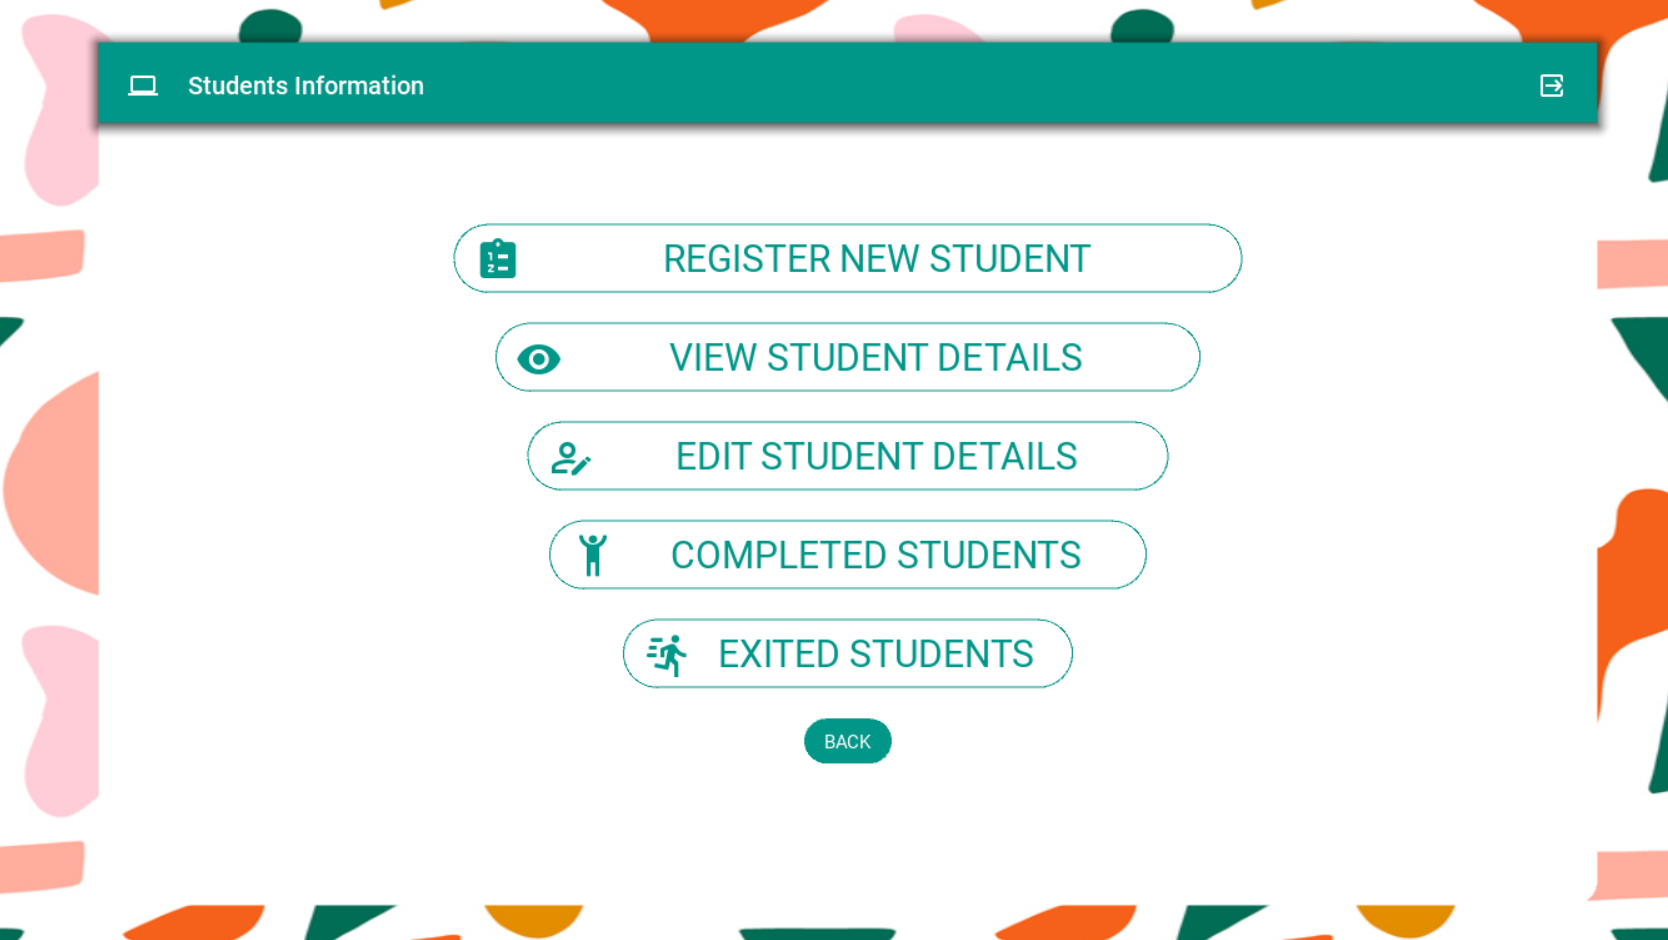 Students Information
REGISTER NEW STUDENT
VIEW STUDENT DETAILS
EDIT STUDENT DETAILS
COMPLETED STUDENTS
EXITED STUDENTS
BACK